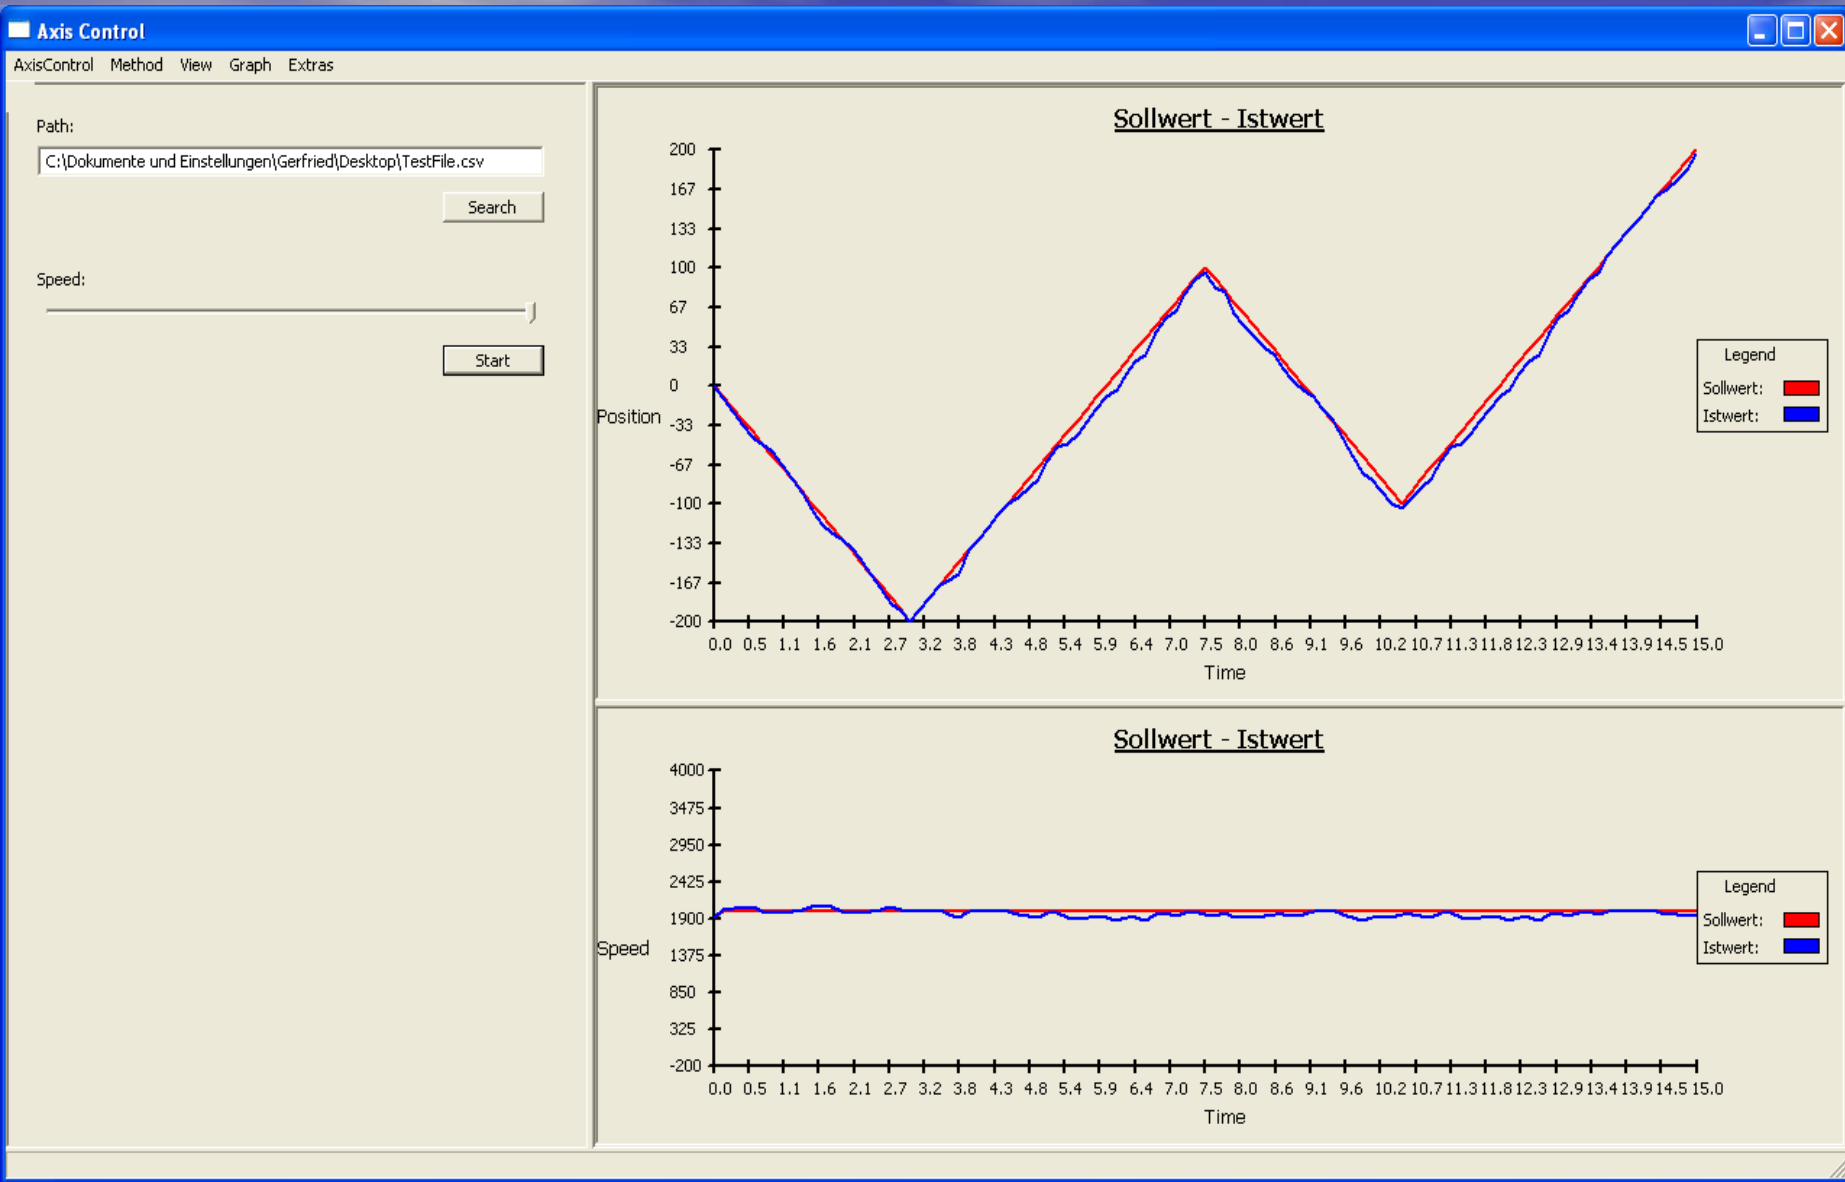 Axis Control
AxisControl Method View Graph Extras
Path:
C:\Dokumente und Einstellungen\Gerfried\Desktop\TestFile.csv
Search
Speed:
Start
Sollwert - Istwert
200
167
133
100
67
33
0
Position
-33
-67
-100
-133
-167
-200
0.0 0.5 1.1 1.6 2.1 2.7 3.2 3.8 4.3 4.8 5.4 5.9 6.4 7.0 7.5 8.0 8.6 9.1 9.6 10.2 10.7 11.3 11.8 12.3 12.9 13.4 13.9 14.5 15.0
Time
Legend
Sollwert:
Istwert:
Sollwert - Istwert
4000
3475
2950
2425
1900
Speed
1375
850
325
-200
0.0 0.5 1.1 1.6 2.1 2.7 3.2 3.8 4.3 4.8 5.4 5.9 6.4 7.0 7.5 8.0 8.6 9.1 9.6 10.2 10.7 11.3 11.8 12.3 12.9 13.4 13.9 14.5 15.0
Time
Legend
Sollwert:
Istwert: